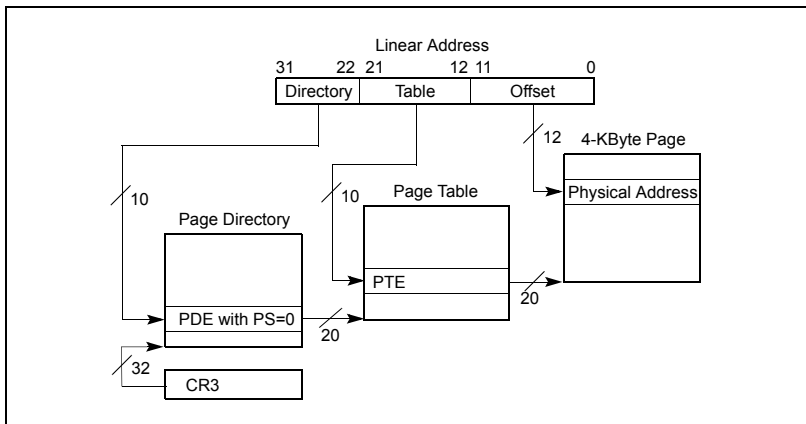 Linear Address
31 22 21 12 11 0
Directory Table Offset
12 4-KByte Page
10 10 Page Table Physical Address
Page Directory
PTE
20
PDE with PS=0
20
32
CR3